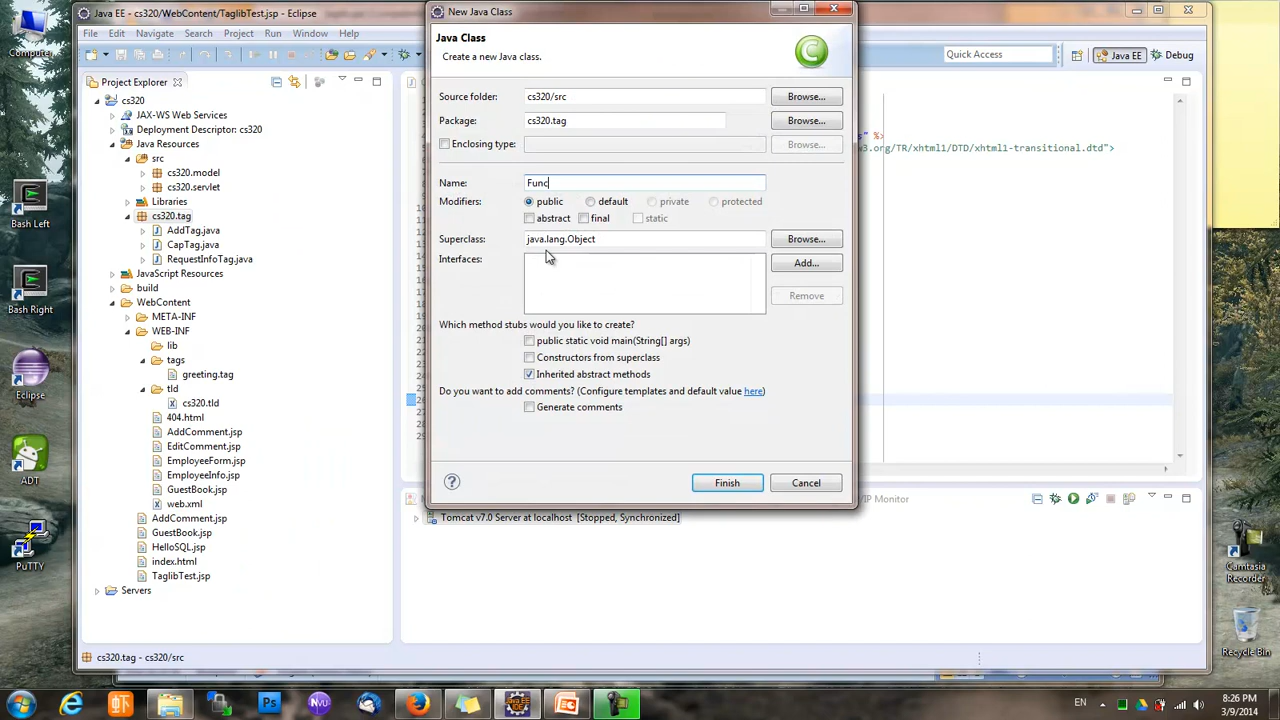 Java EE - cs320/WebContent/TaglibTest.jsp - Eclipse
File Edit Navigate Search Project Run Window Help
Quick Access
Java EE
Debug
Project Explorer
cs320
JAX-WS Web Services
Deployment Descriptor: cs320
Java Resources
src
cs320.model
cs320.servlet
Libraries
cs320.tag
AddTag.java
CapTag.java
RequestInfoTag.java
JavaScript Resources
build
WebContent
META-INF
WEB-INF
lib
tags
greeting.tag
tld
cs320.tld
404.html
AddComment.jsp
EditComment.jsp
EmployeeForm.jsp
EmployeeInfo.jsp
GuestBook.jsp
web.xml
AddComment.jsp
GuestBook.jsp
HelloSQL.jsp
index.html
TaglibTest.jsp
Servers
cs320.tag - cs320/src
New Java Class
Java Class
Create a new Java class.
Source folder: cs320/src Browse...
Package: cs320.tag Browse...
Enclosing type: Browse...
Name: Func
Modifiers: public default private protected
abstract final static
Superclass: java.lang.Object Browse...
Interfaces: Add...
Remove
Which method stubs would you like to create?
public static void main(String[] args)
Constructors from superclass
Inherited abstract methods
Do you want to add comments? (Configure templates and default value here)
Generate comments
? Finish Cancel
s" %>
w3.org/TR/xhtml1/DTD/xhtml1-transitional.dtd">
/IP Monitor
Tomcat v7.0 Server at localhost [Stopped, Synchronized]
Computer
Bash Left
Bash Right
Eclipse
ADT
PuTTY
Camtasia
Recorder
Recycle Bin
EN
8:26 PM
3/9/2014